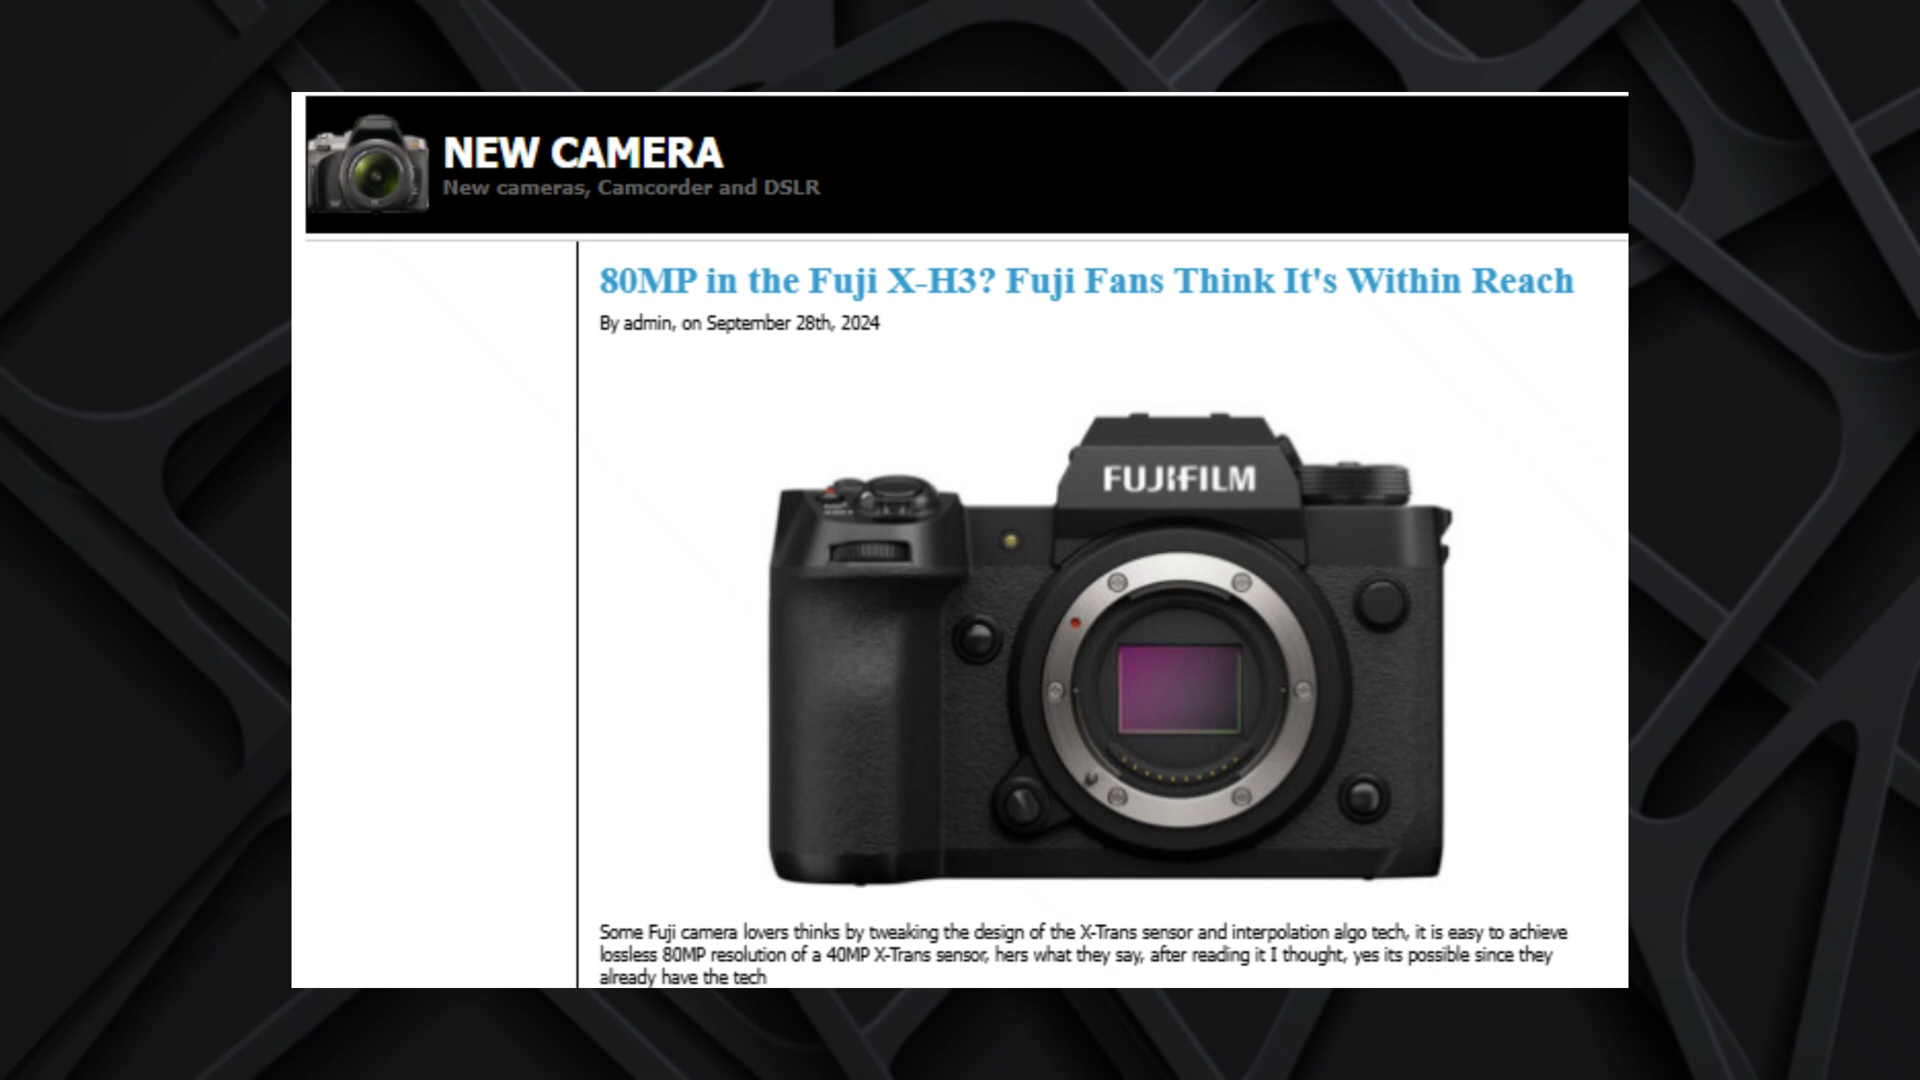 NEW CAMERA
New cameras, Camcorder and DSLR
80MP in the Fuji X-H3? Fuji Fans Think It's Within Reach
By admin, on September 28th, 2024
FUJIFILM
Some Fuji camera lovers thinks by tweaking the design of the X-Trans sensor and interpolation algo tech, it is easy to achieve
lossless 80MP resolution of a 40MP X-Trans sensor, hers what they say, after reading it I thought, yes its possible since they
already have the tech